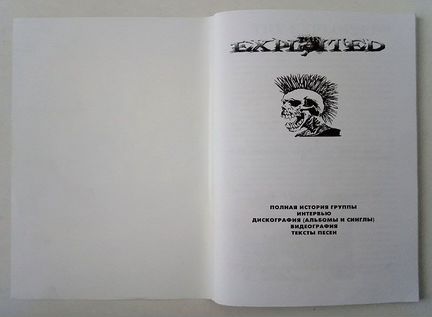 EXPLOITED
ПОЛНАЯ ИСТОРИЯ ГРУППЫ
ИНТЕРВЬЮ
ДИСКОГРАФИЯ (АЛЬБОМЫ И СИНГЛЫ)
ВИДЕОГРАФИЯ
ТЕКСТЫ ПЕСЕН